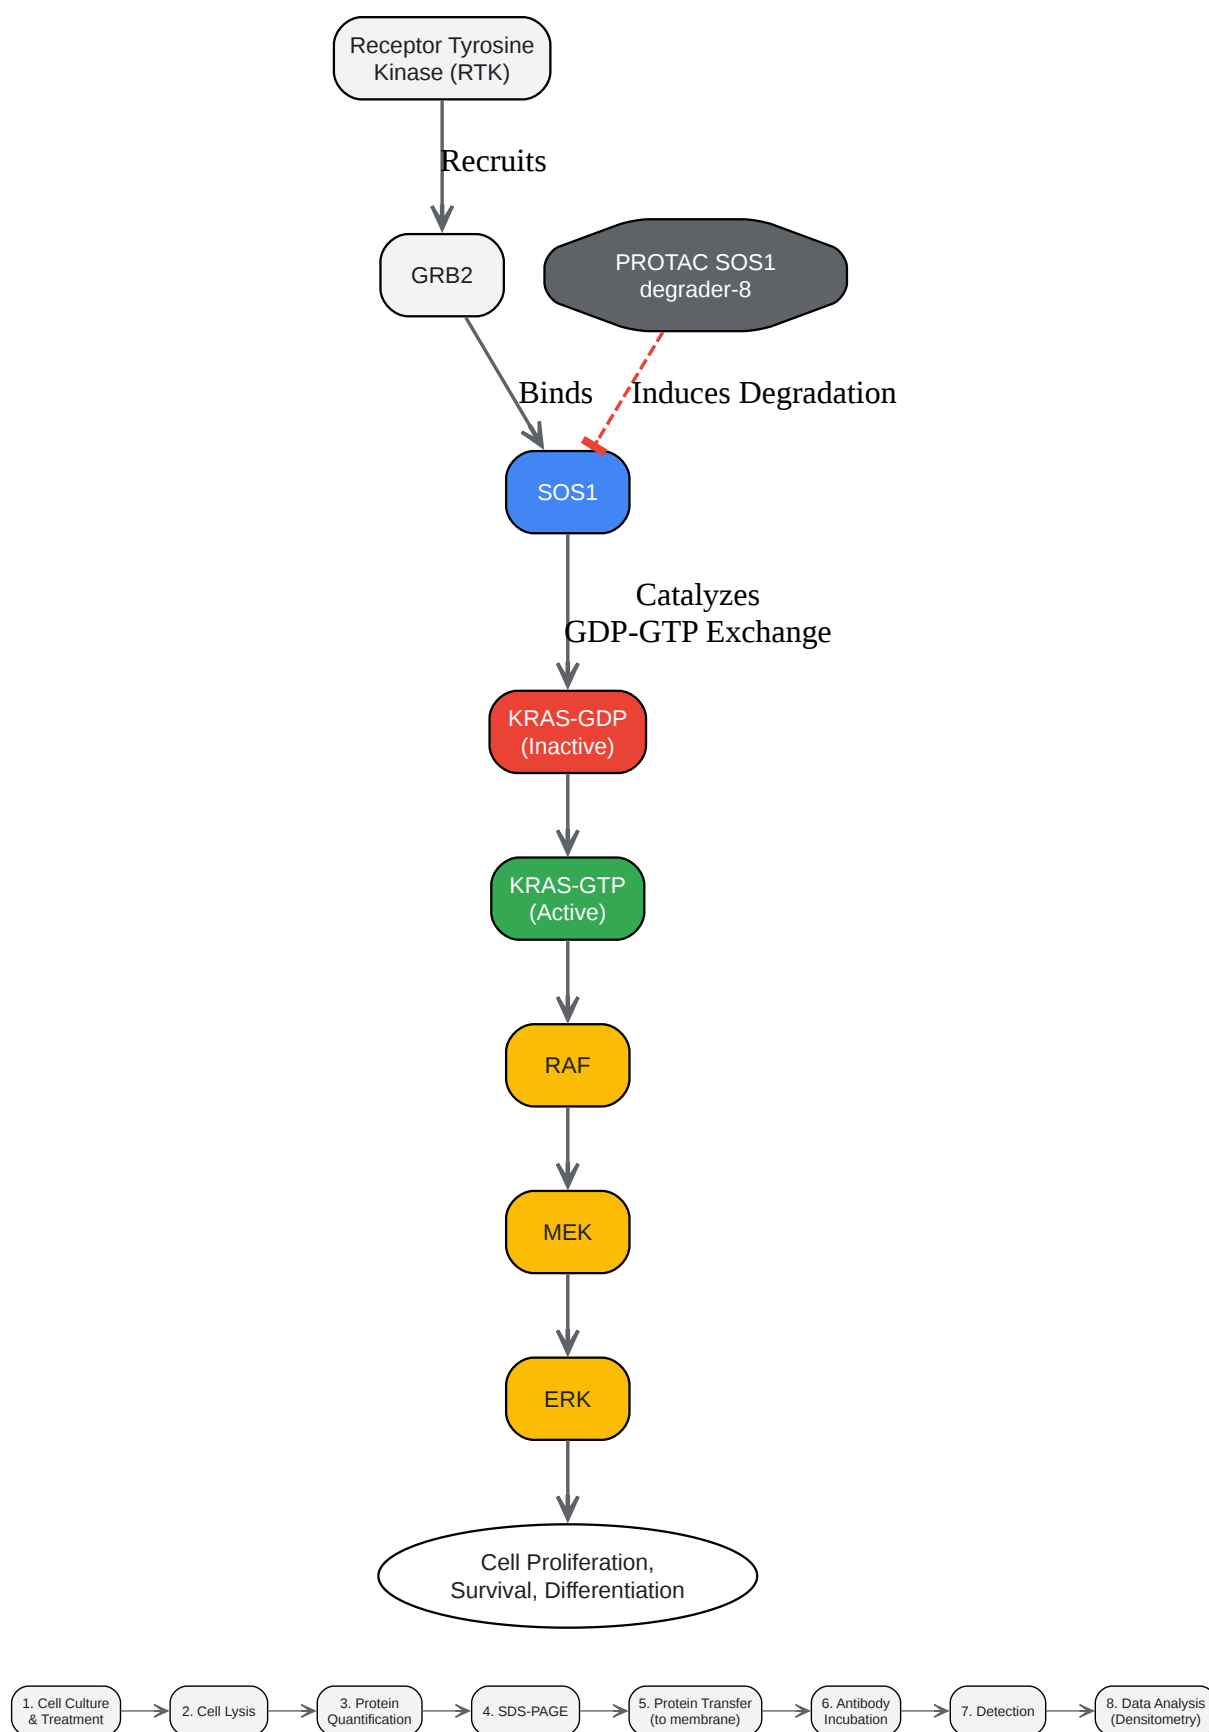 Receptor Tyrosine
Kinase (RTK)
Recruits
GRB2
PROTAC SOS1
degrader-8
Binds
Induces Degradation
SOS1
Catalyzes
GDP-GTP Exchange
KRAS-GDP
(Inactive)
KRAS-GTP
(Active)
RAF
MEK
ERK
Cell Proliferation,
Survival, Differentiation
1. Cell Culture
& Treatment
2. Cell Lysis
3. Protein
Quantification
4. SDS-PAGE
5. Protein Transfer
(to membrane)
6. Antibody
Incubation
7. Detection
8. Data Analysis
(Densitometry)